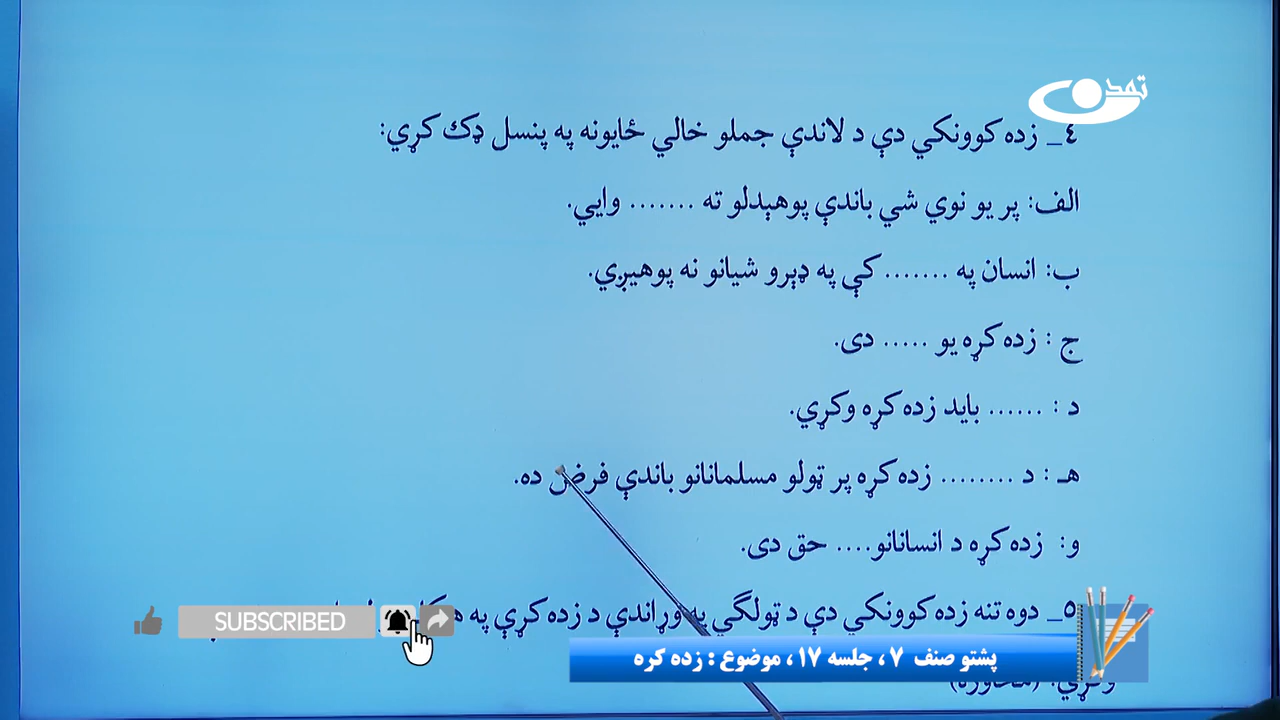 تمدن
٤_ زده کوونکي دې د لاندې جملو خالي ځایونه په پنسل ډک کړي:
الف: پر یو نوي شي باندې پوهېدلو ته ....... وایي.
ب: انسان په ....... کې په ډېرو شیانو نه پوهیږي.
ج : زده کړه یو ..... دی.
د : ...... باید زده کړه وکړي.
هـ : د ........ زده کړه پر ټولو مسلمانانو باندې فرض ده.
و: زده کړه د انسانانو.... حق دی.
٥_ دوه تنه زده کوونکي دې د ټولګي په وړاندې د زده کړې په
SUBSCRIBED
پشتو صنف ۷، جلسه ۱۷، موضوع : زده کړه
وکړي. (محاوره)